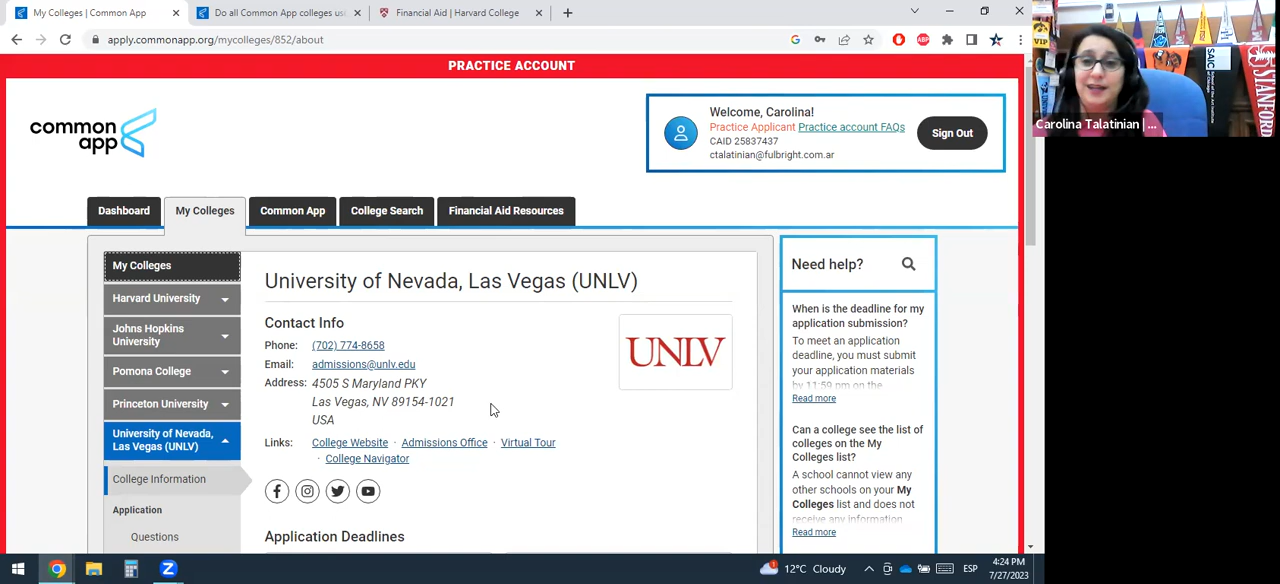 My Colleges | Common App
Do all Common App colleges us
Financial Aid | Harvard College
apply.commonapp.org/mycolleges/852/about
PRACTICE ACCOUNT
common
app
Welcome, Carolina!
Practice Applicant Practice account FAQs
CAID 25837437
ctalatinian@fulbright.com.ar
Sign Out
Dashboard
My Colleges
Common App
College Search
Financial Aid Resources
My Colleges
Harvard University
Johns Hopkins
University
Pomona College
Princeton University
University of Nevada,
Las Vegas (UNLV)
College Information
Application
Questions
University of Nevada, Las Vegas (UNLV)
Contact Info
Phone: (702) 774-8658
Email: admissions@unlv.edu
Address: 4505 S Maryland PKY
Las Vegas, NV 89154-1021
USA
Links: College Website · Admissions Office · Virtual Tour
· College Navigator
UNLV
Application Deadlines
Need help?
When is the deadline for my
application submission?
To meet an application
deadline, you must submit
your application materials
by 11:59 pm on the
Read more
Can a college see the list of
colleges on the My
Colleges list?
A school cannot view any
other schools on your My
Colleges list and does not
receive any information
Read more
VIP
SAIC
STANFORD
Carolina Talatinian | ...
12°C Cloudy
ESP
4:24 PM
7/27/2023